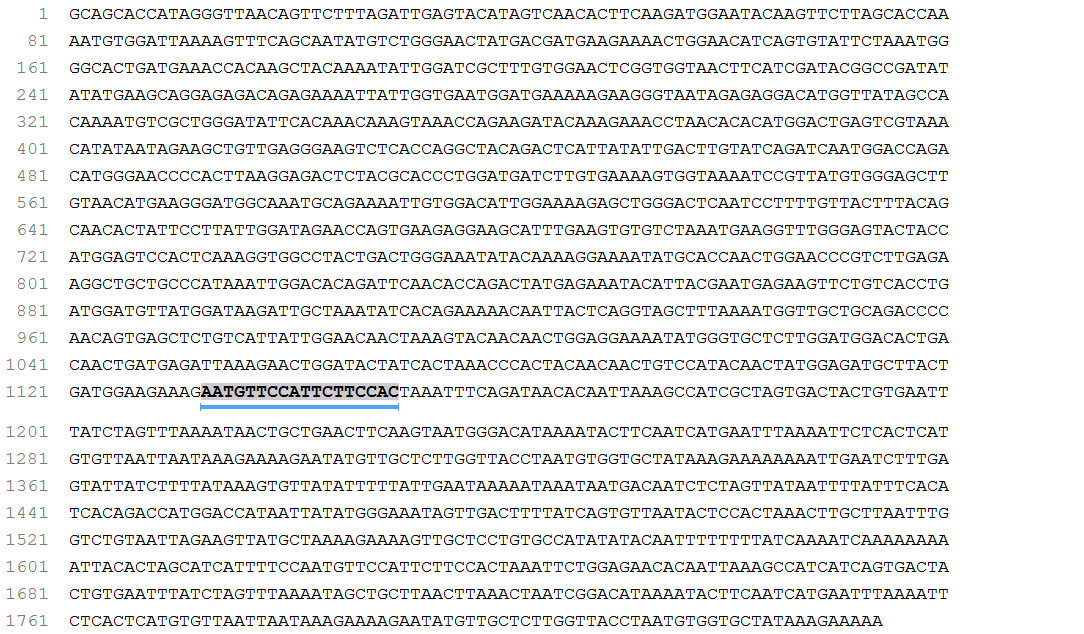 1 GCAGCACCATAGGGTTAACAGTTCTTTAGATTGAGTACATAGTCAACACTTCAAGATGGAATACAAGTTCTTAGCACCAA
81 AATGTGGATTAAAAGTTTCAGCAATATGTCTGGGAACTATGACGATGAAGAAAACTGGAACATCAGTGTATTCTAAATGG
161 GGCACTGATGAAACCACAAGCTACAAAATATTGGATCGCTTTGTGGAACTCGGTGGTAACTTCATCGATACGGCCGATAT
241 ATATGAAGCAGGAGAGACAGAGAAAATTATTGGTGAATGGATGAAAAAGAAGGGTAATAGAGAGGACATGGTTATAGCCA
321 CAAAATGTCGCTGGGATATTCACAAACAAAGTAAACCAGAAGATACAAAGAAACCTAACACACATGGACTGAGTCGTAAA
401 CATATAATAGAAGCTGTTGAGGGAAGTCTCACCAGGCTACAGACTCATTATATTGACTTGTATCAGATCAATGGACCAGA
481 CATGGGAACCCCACTTAAGGAGACTCTACGCACCCTGGATGATCTTGTGAAAAGTGGTAAAATCCGTTATGTGGGAGCTT
561 GTAACATGAAGGGATGGCAAATGCAGAAAATTGTGGACATTGGAAAAGAGCTGGGACTCAATCCTTTTGTTACTTTACAG
641 CAACACTATTCCTTATTGGATAGAACCAGTGAAGAGGAAGCATTTGAAGTGTGTCTAAATGAAGGTTTGGGAGTACTACC
721 ATGGAGTCCACTCAAAGGTGGCCTACTGACTGGGAAATATACAAAAGGAAAATATGCACCAACTGGAACCCGTCTTGAGA
801 AGGCTGCTGCCCATAAATTGGACACAGATTCAACACCAGACTATGAGAAATACATTACGAATGAGAAGTTCTGTCACCTG
881 ATGGATGTTATGGATAAGATTGCTAAATATCACAGAAAAACAATTACTCAGGTAGCTTTAAAATGGTTGCTGCAGACCCC
961 AACAGTGAGCTCTGTCATTATTGGAACAACTAAAGTACAACAACTGGAGGAAAATATGGGTGCTCTTGGATGGACACTGA
1041 CAACTGATGAGATTAAAGAACTGGATACTATCACTAAACCCACTACAACAACTGTCCATACAACTATGGAGATGCTTACT
1121 GATGGAAGAAAGAATGTTCCATTCTTCCACTAAATTTCAGATAACACAATTAAAGCCATCGCTAGTGACTACTGTGAATT
1201 TATCTAGTTTAAAATAACTGCTGAACTTCAAGTAATGGGACATAAAATACTTCAATCATGAATTTAAAATTCTCACTCAT
1281 GTGTTAATTAATAAAGAAAAGAATATGTTGCTCTTGGTTACCTAATGTGGTGCTATAAAGAAAAAAAATTGAATCTTTGA
1361 GTATTATCTTTTATAAAGTGTTATATTTTTATTGAATAAAAATAAATAATGACAATCTCTAGTTATAATTTTATTTCACA
1441 TCACAGACCATGGACCATAATTATATGGGAAATAGTTGACTTTTATCAGTGTTAATACTCCACTAAACTTGCTTAATTTG
1521 GTCTGTAATTAGAAGTTATGCTAAAAGAAAAGTTGCTCCTGTGCCATATATACAATTTTTTTTATCAAAATCAAAAAAAA
1601 ATTACACTAGCATCATTTTCCAATGTTCCATTCTTCCACTAAATTCTGGAGAACACAATTAAAGCCATCATCAGTGACTA
1681 CTGTGAATTTATCTAGTTTAAAATAGCTGCTTAACTTAAACTAATCGGACATAAAATACTTCAATCATGAATTTAAAATT
1761 CTCACTCATGTGTTAATTAATAAAGAAAAGAATATGTTGCTCTTGGTTACCTAATGTGGTGCTATAAAGAAAAA